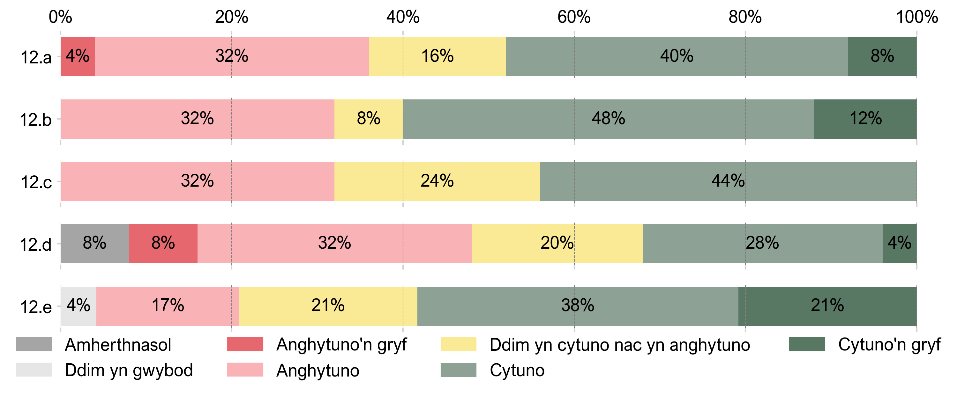 0% 20% 40% 60% 80% 100%
12.a 4% 32% 16% 40% 8%
12.b 32% 8% 48% 12%
12.c 32% 24% 44%
12.d 8% 8% 32% 20% 28% 4%
12.e 4% 17% 21% 38% 21%
Amherthnasol Anghytuno'n gryf Ddim yn cytuno nac yn anghytuno Cytuno'n gryf
Ddim yn gwybod Anghytuno Cytuno